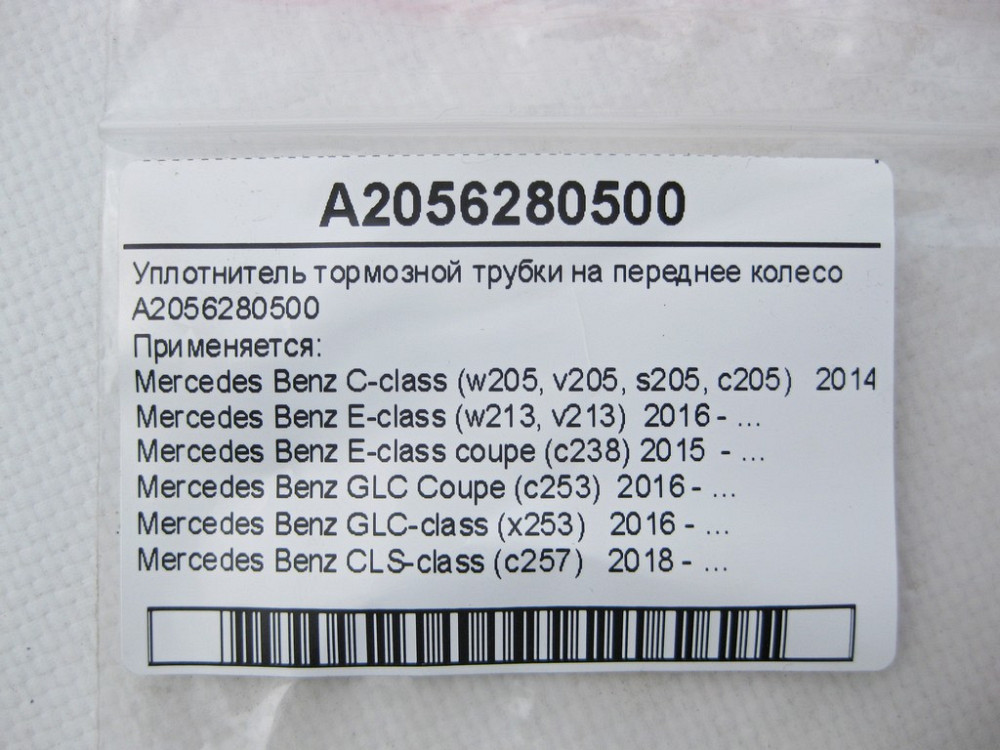 A2056280500
Уплотнитель тормозной трубки на переднее колесо
А2056280500
Применяется:
Mercedes Benz C-class (w205, v205, s205, c205) 2014
Mercedes Benz E-class (w213, v213) 2016 - ...
Mercedes Benz E-class coupe (c238) 2015 - ...
Mercedes Benz GLC Coupe (c253) 2016 - ...
Mercedes Benz GLC-class (x253) 2016 - ...
Mercedes Benz CLS-class (c257) 2018 - ...